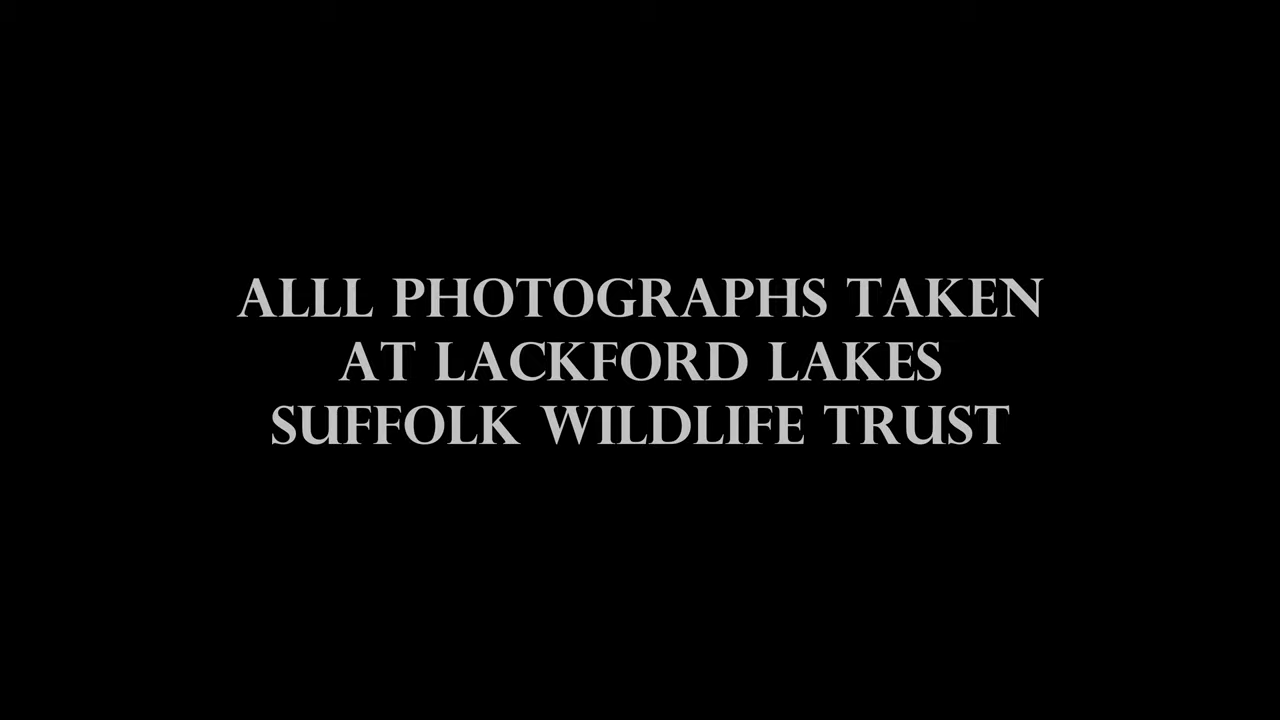 ALLL PHOTOGRAPHS TAKEN
AT LACKFORD LAKES
SUFFOLK WILDLIFE TRUST